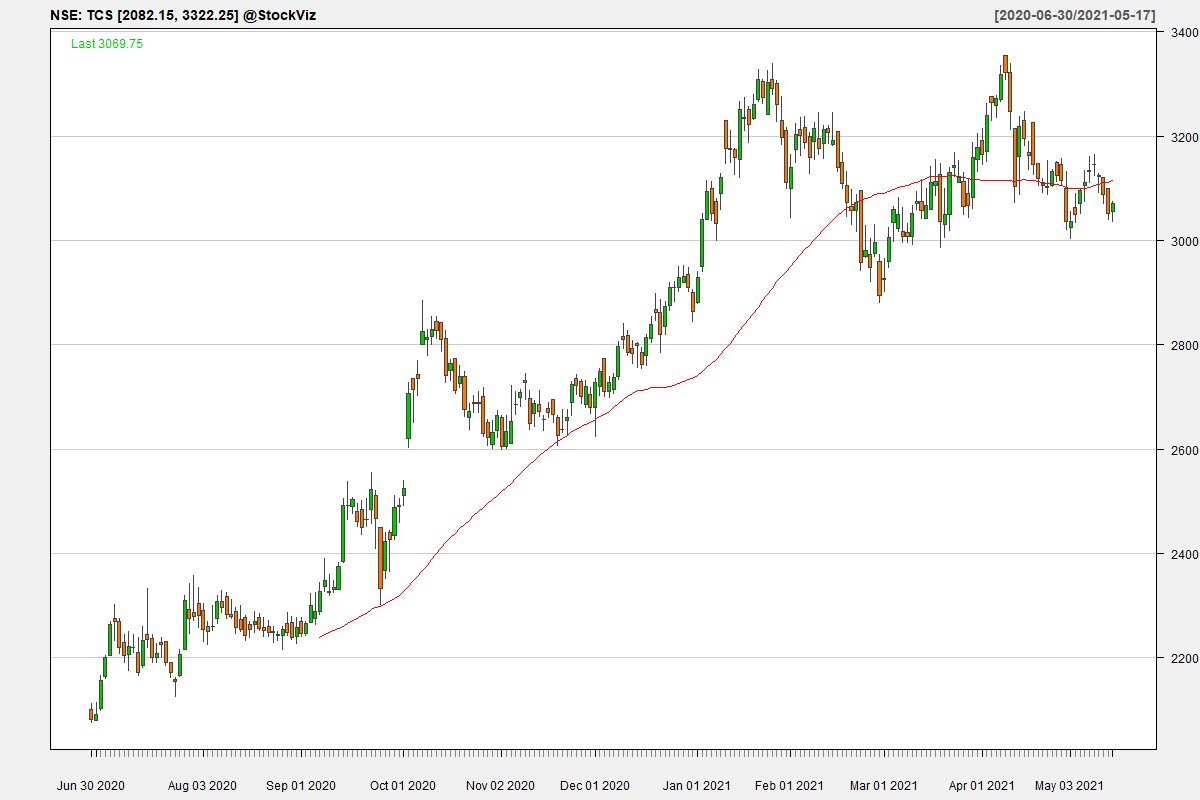 NSE: TCS [2082.15, 3322.25] @StockViz
[2020-06-30/2021-05-17]
Last 3069.75
3400
3200
3000
2800
2600
2400
2200
Jun 30 2020
Aug 03 2020
Sep 01 2020
Oct 01 2020
Nov 02 2020
Dec 01 2020
Jan 01 2021
Feb 01 2021
Mar 01 2021
Apr 01 2021
May 03 2021